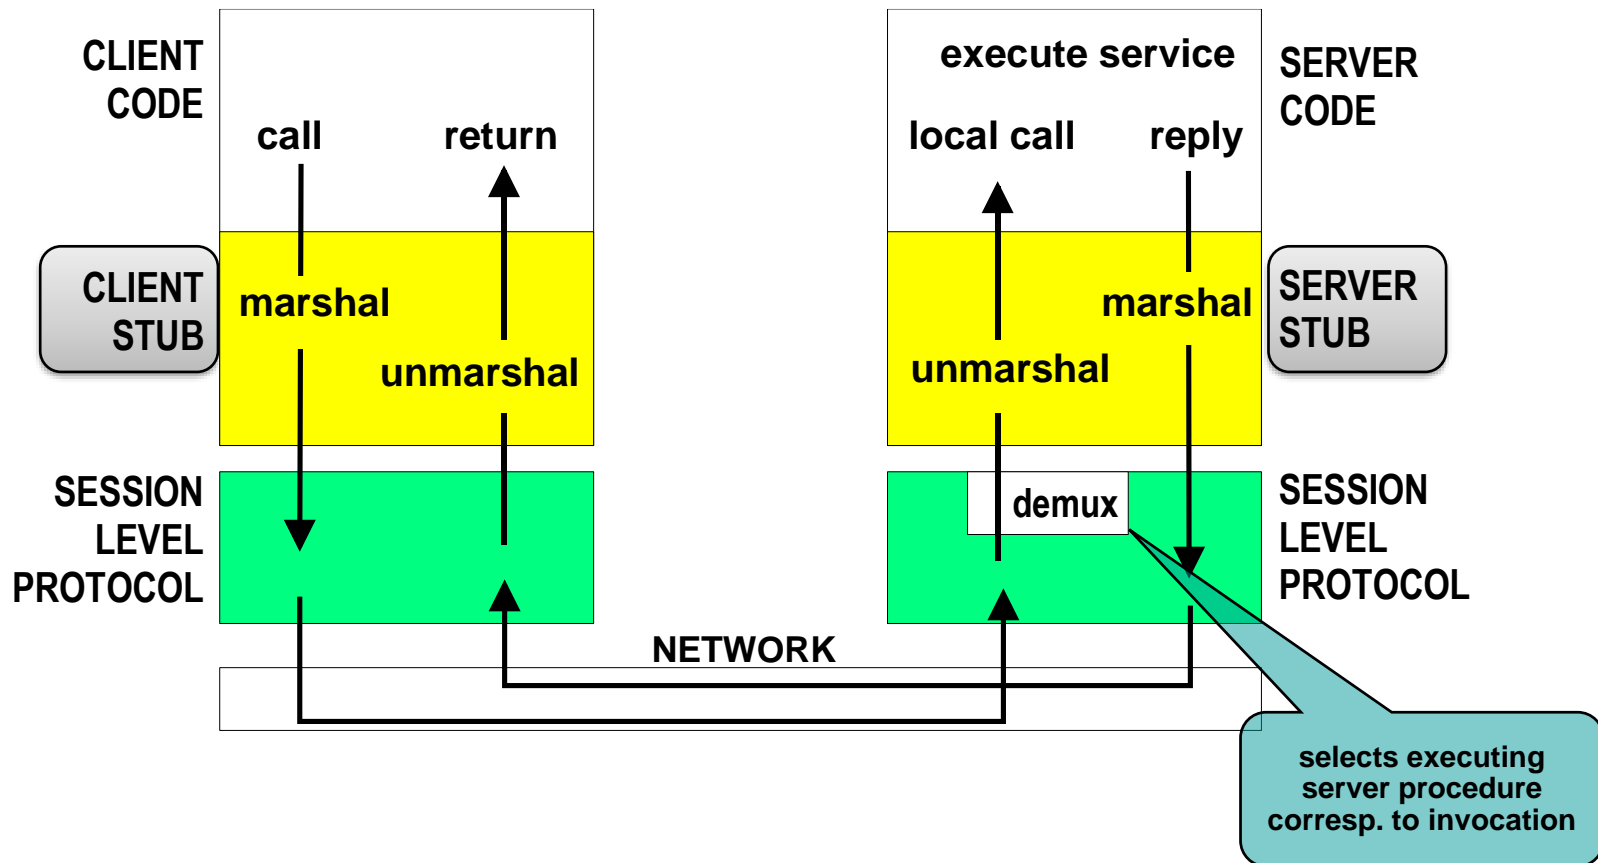 CLIENT
CODE
call
return
execute service
local call
reply
SERVER
CODE
CLIENT
STUB
marshal
unmarshal
marshal
unmarshal
SERVER
STUB
SESSION
LEVEL
PROTOCOL
demux
SESSION
LEVEL
PROTOCOL
NETWORK
selects executing
server procedure
corresp. to invocation